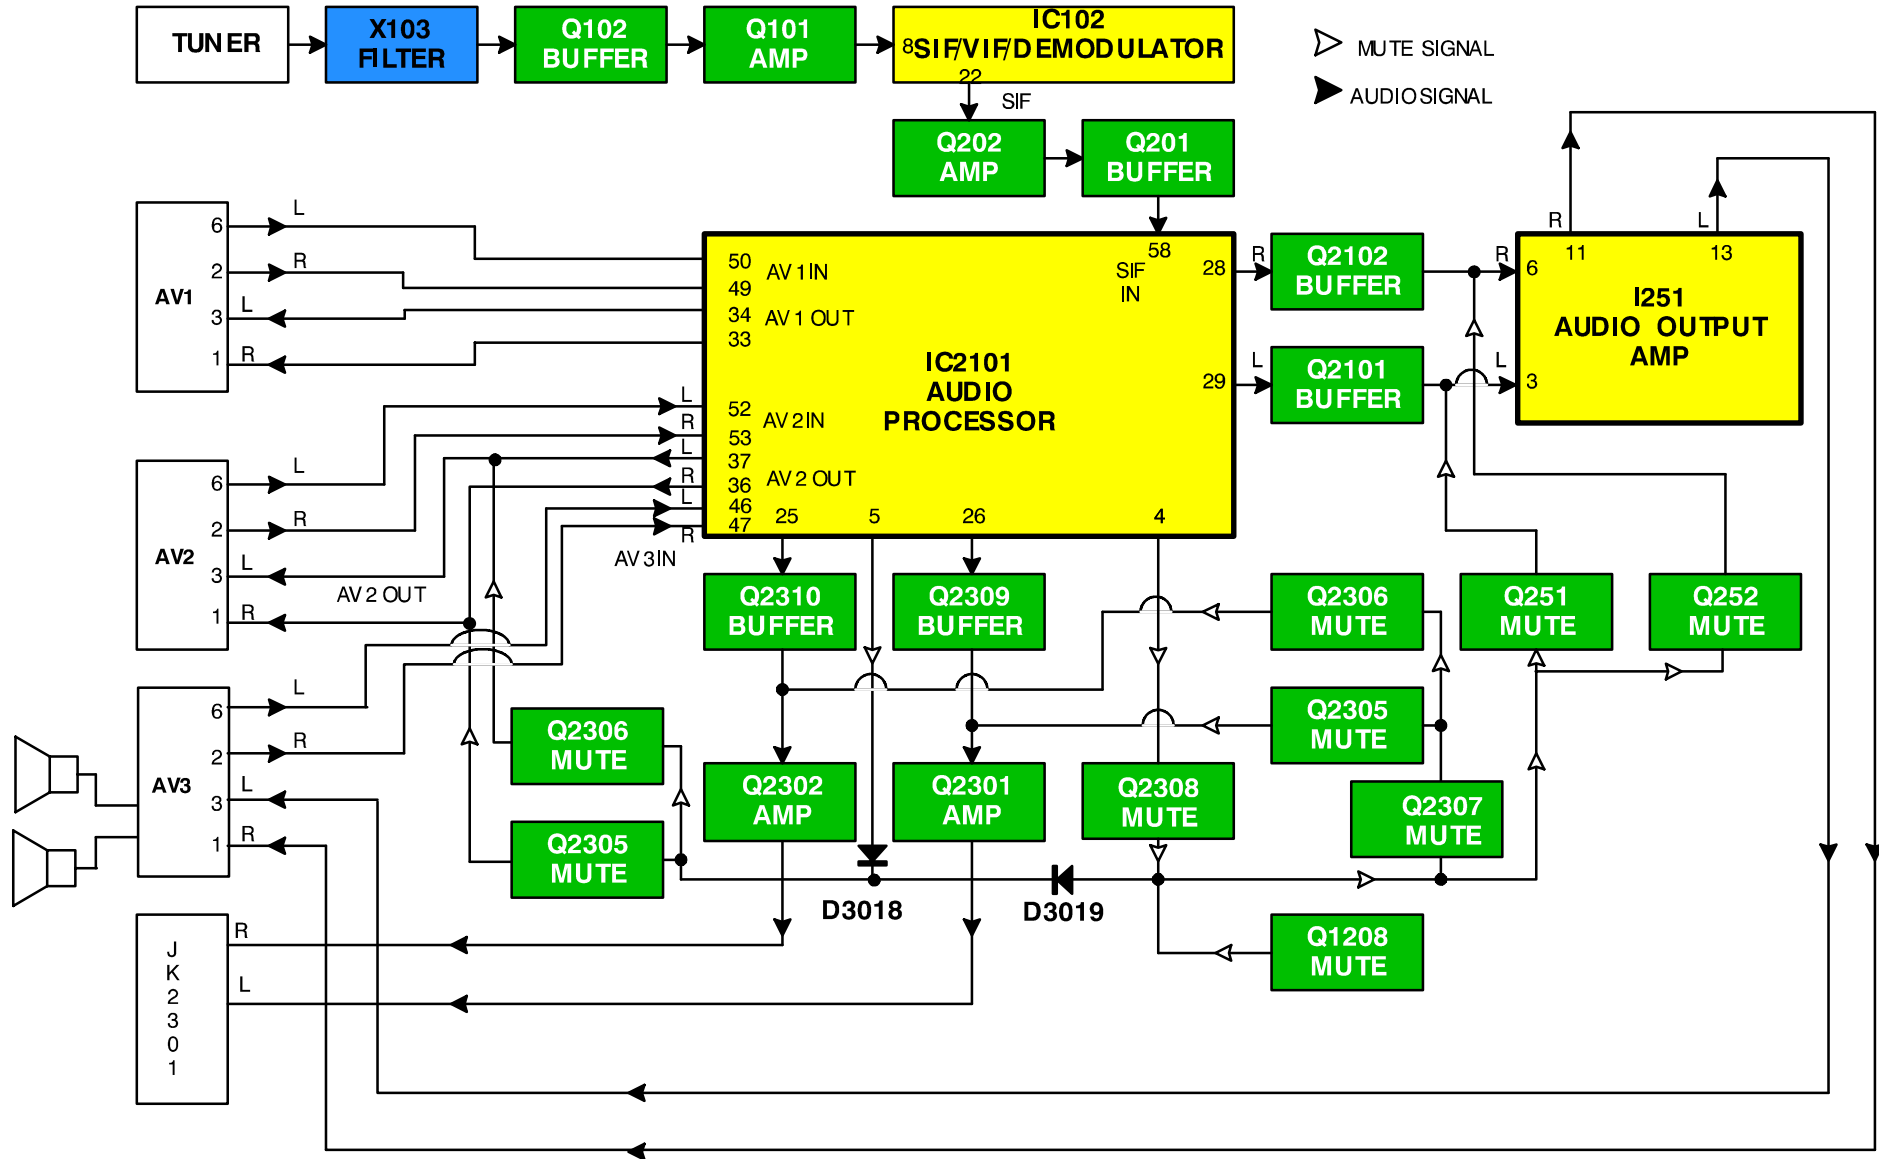 TUNER
X103
FILTER
Q102
BUFFER
Q101
AMP
IC102
8 SIF/VIF/DEMODULATOR
22
SIF
MUTE SIGNAL
AUDIO SIGNAL
Q202
AMP
Q201
BUFFER
AV1
6 L
2 R
3 L
1 R
50 AV 1 IN
49
34 AV 1 OUT
33
52 L
AV 2 IN
53 R
37 L
36 R AV 2 OUT
46 L
47 R
AV 3 IN
58
SIF
IN
28 R
29 L
25
5
26
4
IC2101
AUDIO
PROCESSOR
Q2102
BUFFER
Q2101
BUFFER
R
L
R 11
L 13
6
3
I251
AUDIO OUTPUT
AMP
AV2
6 L
2 R
3 L
1 R
AV 2 OUT
Q2310
BUFFER
Q2309
BUFFER
Q2306
MUTE
Q251
MUTE
Q252
MUTE
Q2305
MUTE
AV3
6 L
2 R
3 L
1 R
Q2306
MUTE
Q2305
MUTE
Q2302
AMP
Q2301
AMP
Q2308
MUTE
Q2307
MUTE
D3018
D3019
Q1208
MUTE
R
L
J
K
2
3
0
1